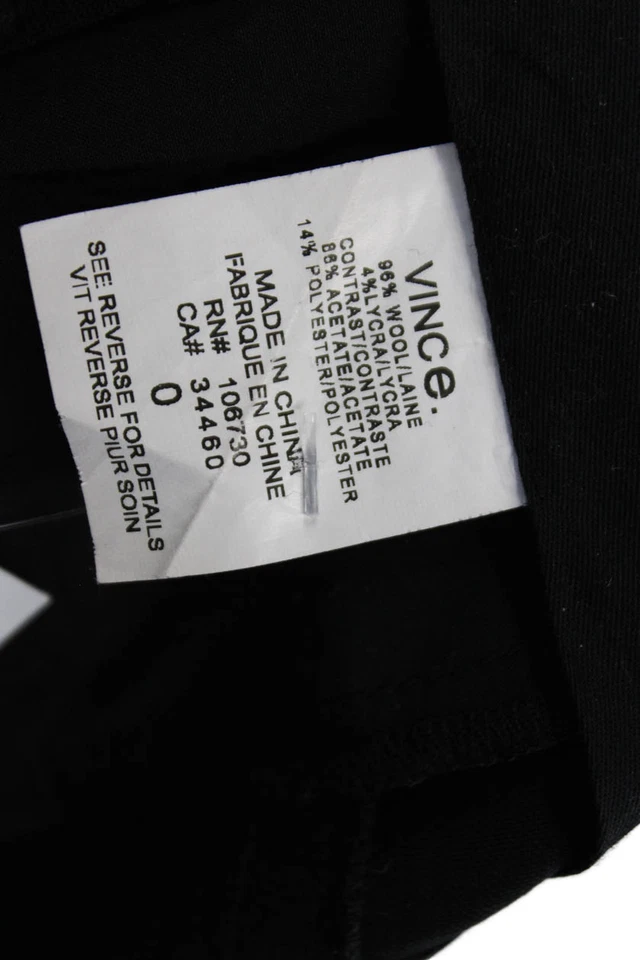 VINCe.
96% WOOL/LAINE
4%LYCRA/LYCRA
CONTRAST/CONTRASTE
86% ACETATE/ACETATE
14% POLYESTER/POLYESTER
MADE IN CHINA
FABRIQUE EN CHINE
RN# 106730
CA# 34460
0
SEE REVERSE FOR DETAILS
VIT REVERSE PIUR SOIN